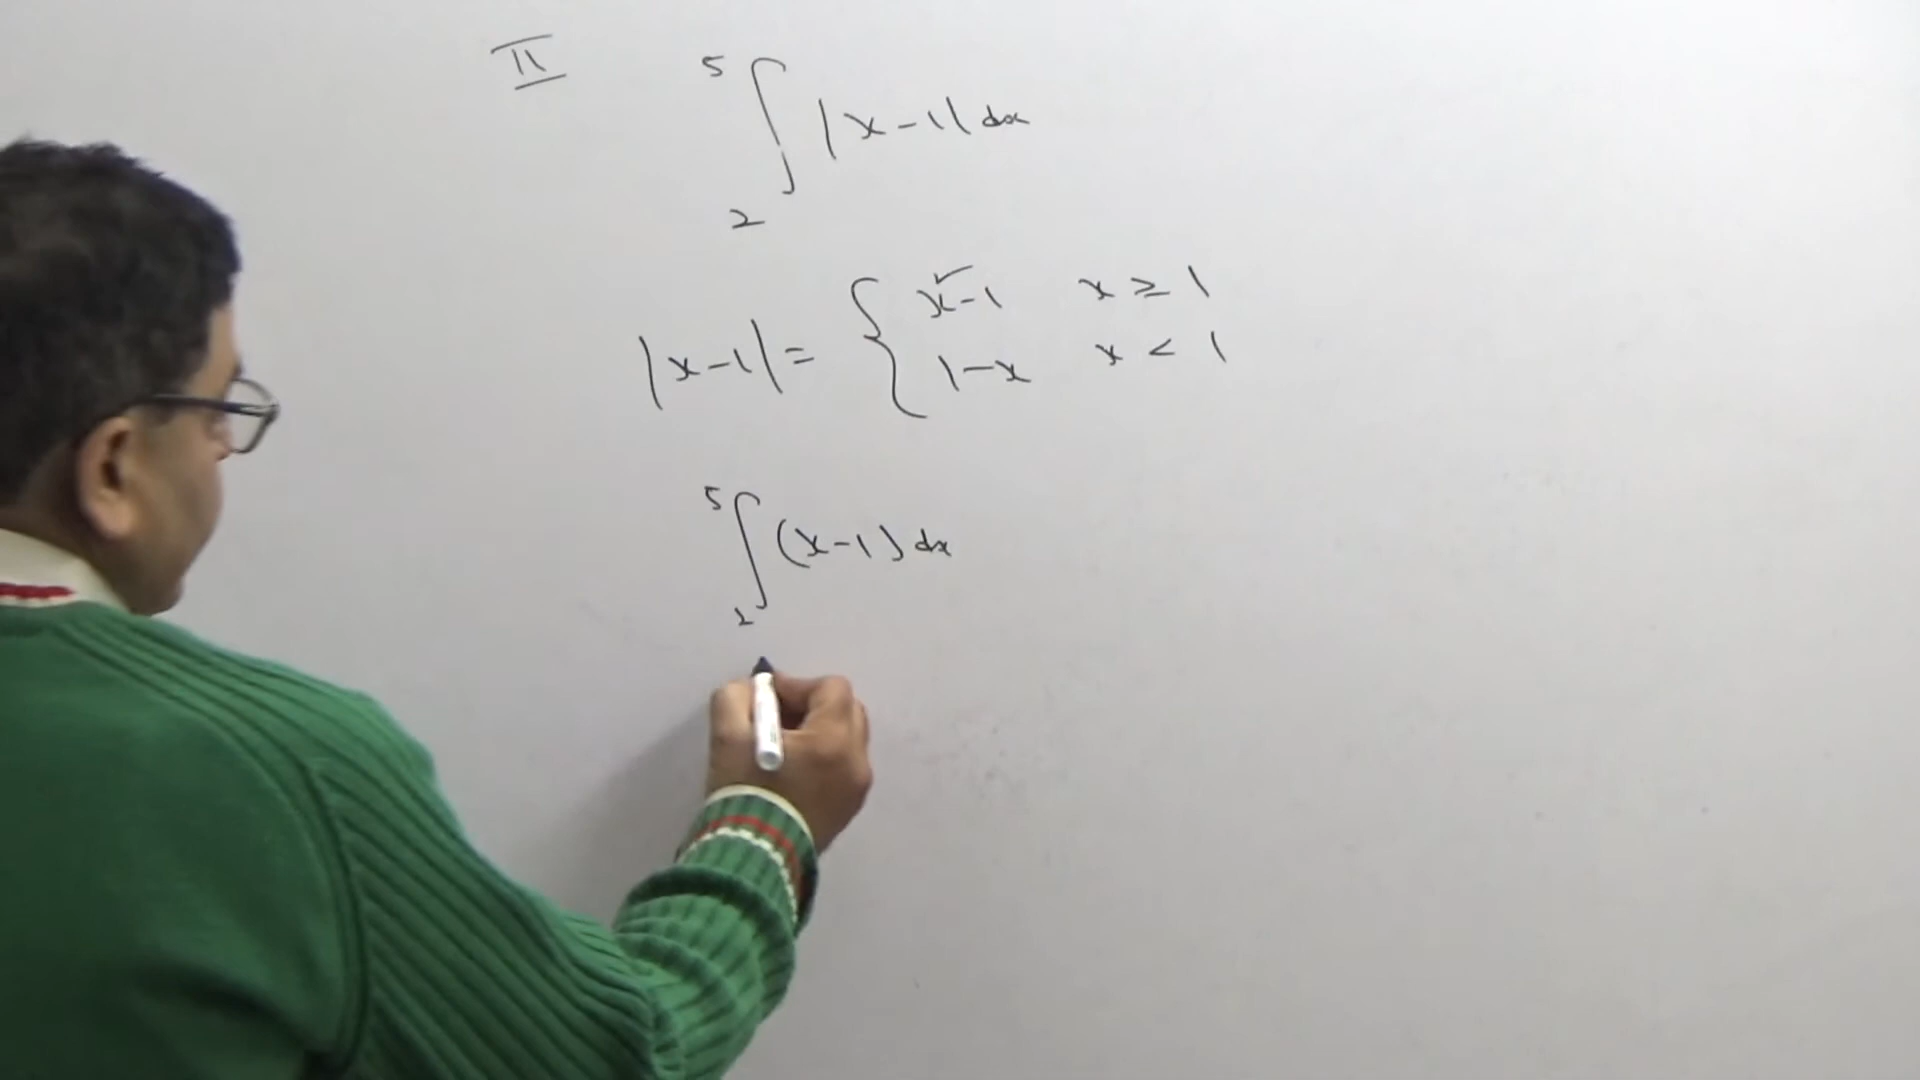 II
5 ∫ 2 |x-1| dx
|x-1| = { x-1 x ≥ 1
1-x x < 1
5 ∫ 2 (x-1) dx